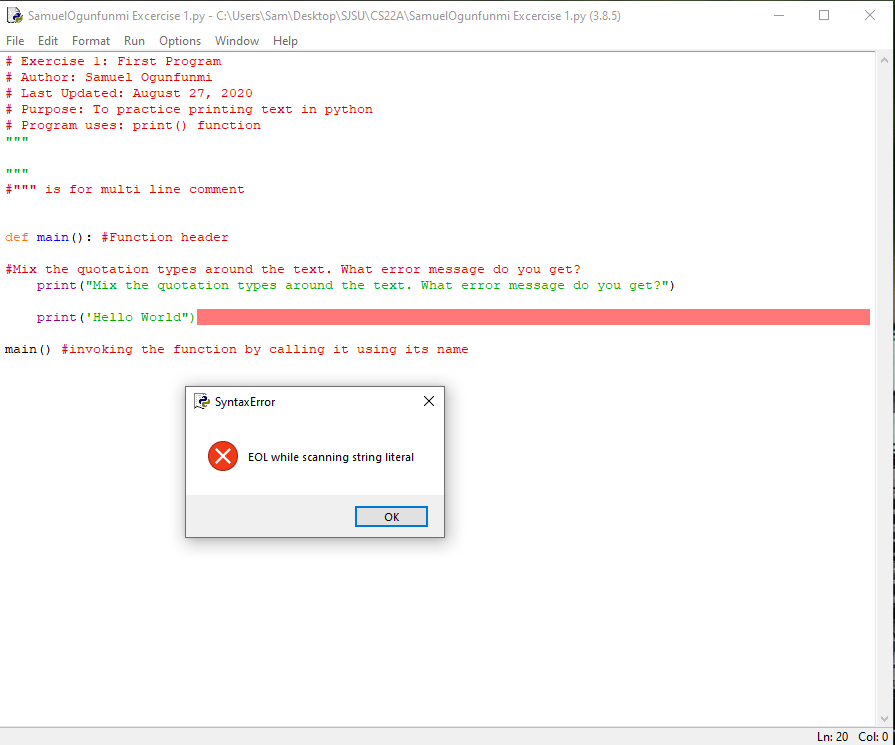 SamuelOgunfunmi Excercise 1.py - C:\Users\Sam\Desktop\SJSU\CS22A\SamuelOgunfunmi Excercise 1.py (3.8.5)
File Edit Format Run Options Window Help
# Exercise 1: First Program
# Author: Samuel Ogunfunmi
# Last Updated: August 27, 2020
# Purpose: To practice printing text in python
# Program uses: print() function
"""
"""
#""" is for multi line comment
def main(): #Function header
#Mix the quotation types around the text. What error message do you get?
print("Mix the quotation types around the text. What error message do you get?")
print('Hello World")
main() #invoking the function by calling it using its name
SyntaxError
EOL while scanning string literal
OK
Ln: 20 Col: 0